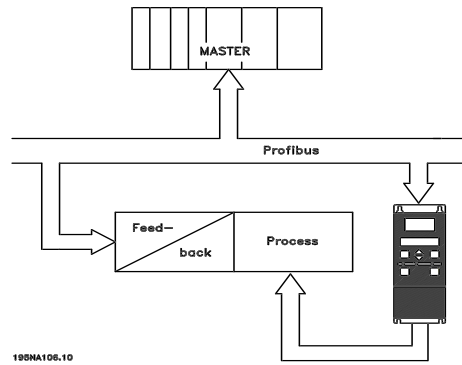 MASTER
Profibus
Feed-
back
Process
195NA106.10